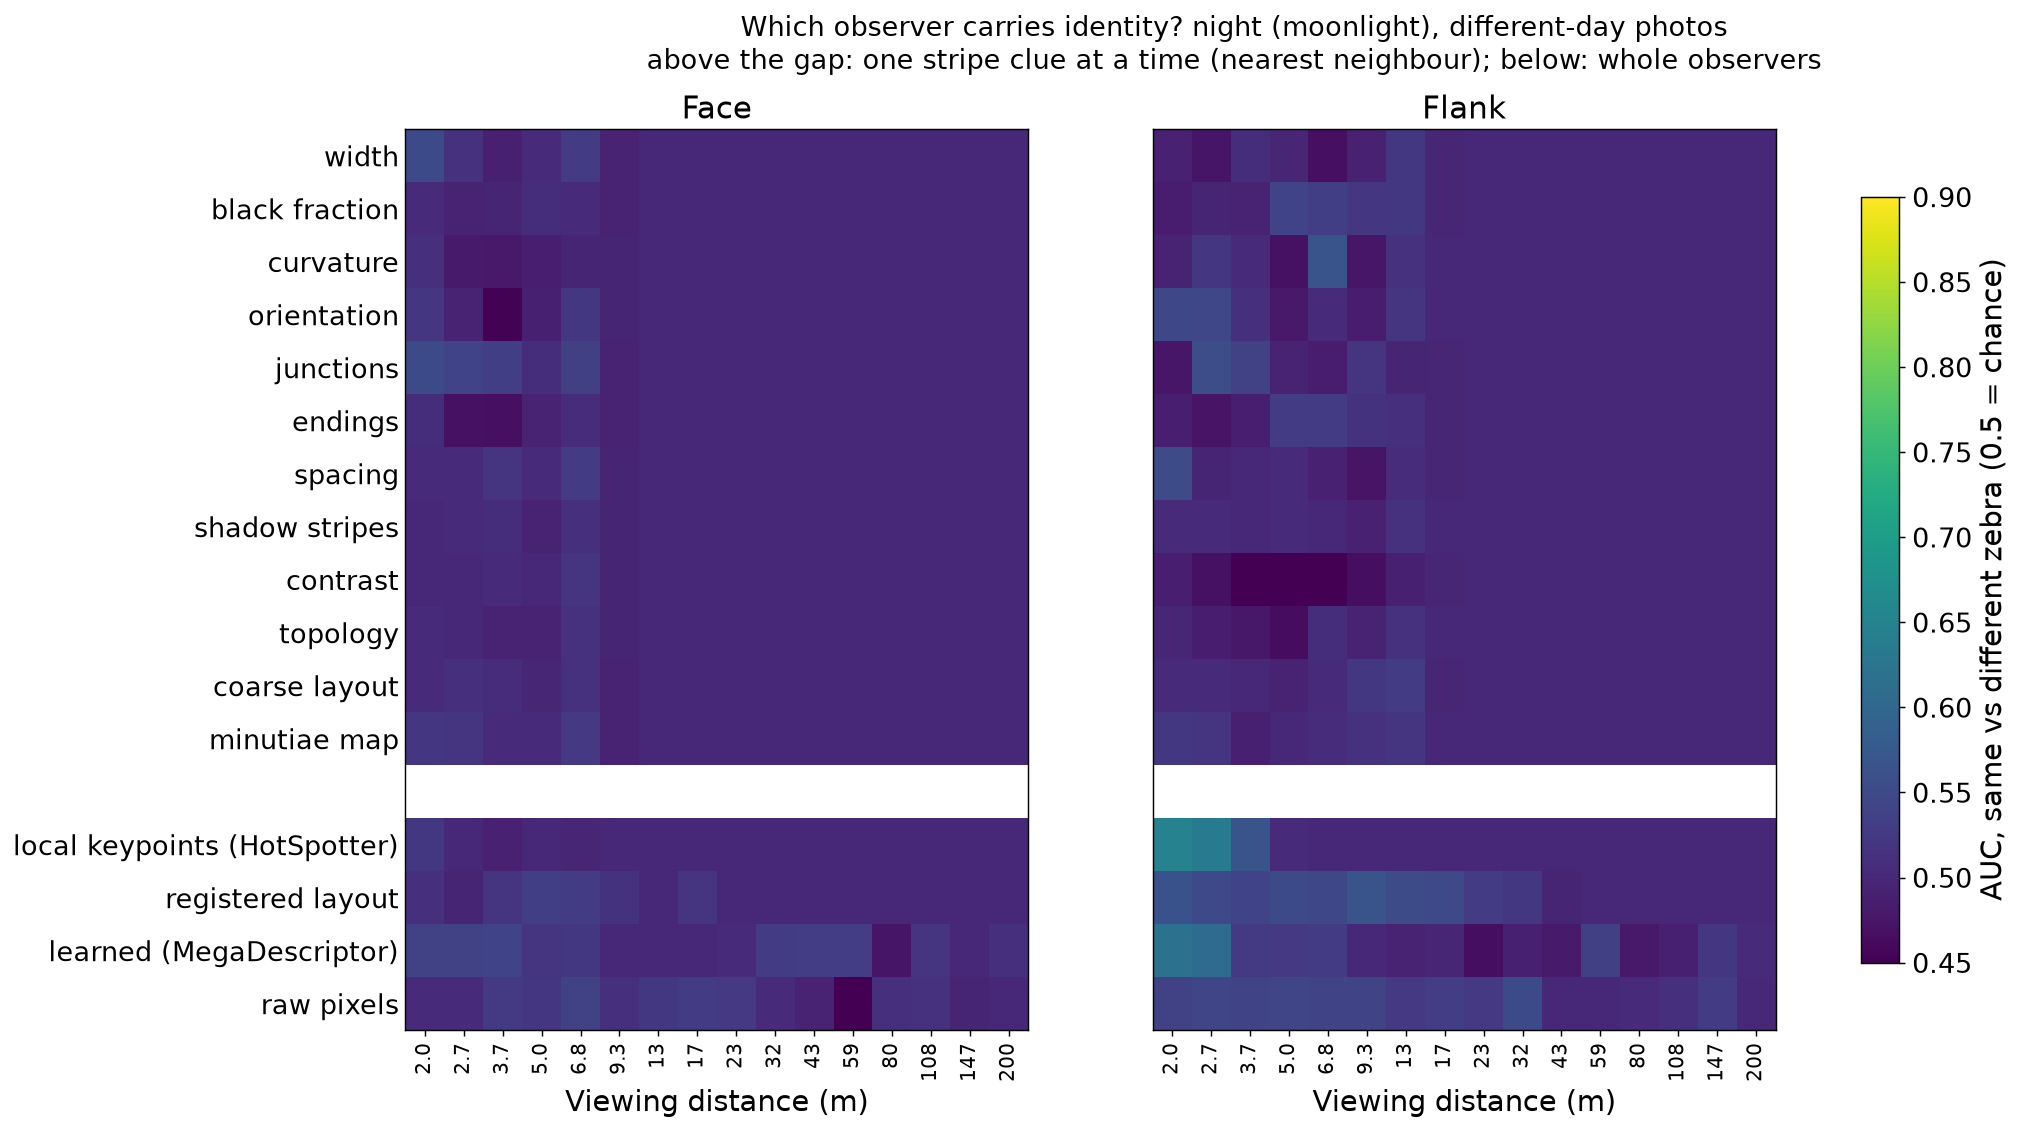 Which observer carries identity? night (moonlight), different-day photos
above the gap: one stripe clue at a time (nearest neighbour); below: whole observers
Face
Flank
width
black fraction
curvature
orientation
junctions
endings
spacing
shadow stripes
contrast
topology
coarse layout
minutiae map
local keypoints (HotSpotter)
registered layout
learned (MegaDescriptor)
raw pixels
2.0 2.7 3.7 5.0 6.8 9.3 13 17 23 32 43 59 80 108 147 200
Viewing distance (m)
2.0 2.7 3.7 5.0 6.8 9.3 13 17 23 32 43 59 80 108 147 200
Viewing distance (m)
0.90
0.85
0.80
0.75
0.70
0.65
0.60
0.55
0.50
0.45
AUC, same vs different zebra (0.5 = chance)